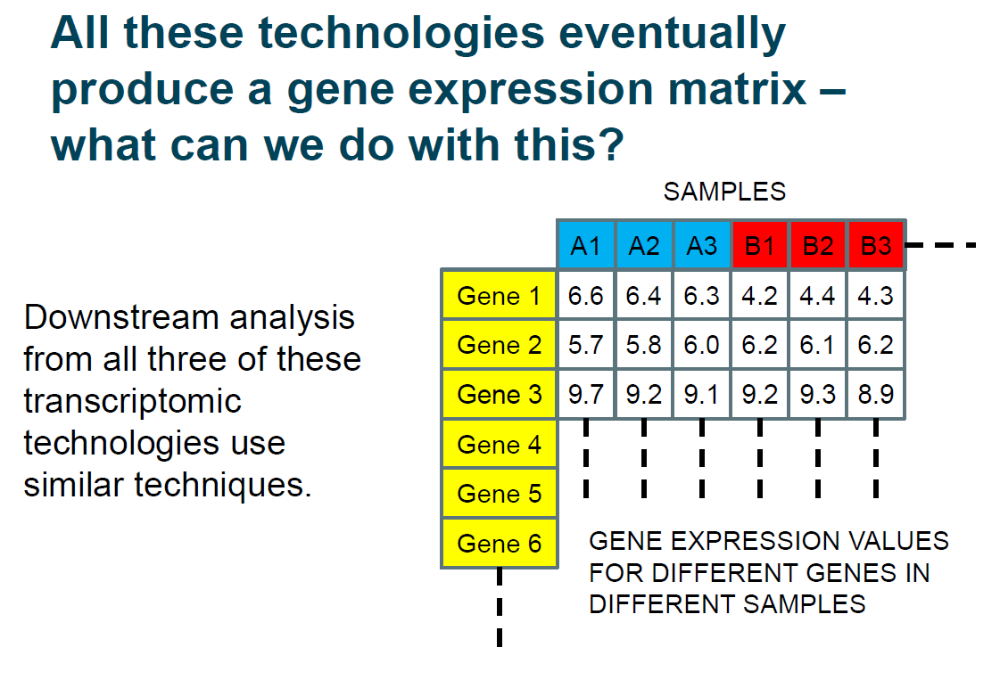 All these technologies eventually
produce a gene expression matrix –
what can we do with this?
SAMPLES
A1 A2 A3 B1 B2 B3
Gene 1 6.6 6.4 6.3 4.2 4.4 4.3
Gene 2 5.7 5.8 6.0 6.2 6.1 6.2
Gene 3 9.7 9.2 9.1 9.2 9.3 8.9
Gene 4
Gene 5
Gene 6
Downstream analysis
from all three of these
transcriptomic
technologies use
similar techniques.
GENE EXPRESSION VALUES
FOR DIFFERENT GENES IN
DIFFERENT SAMPLES